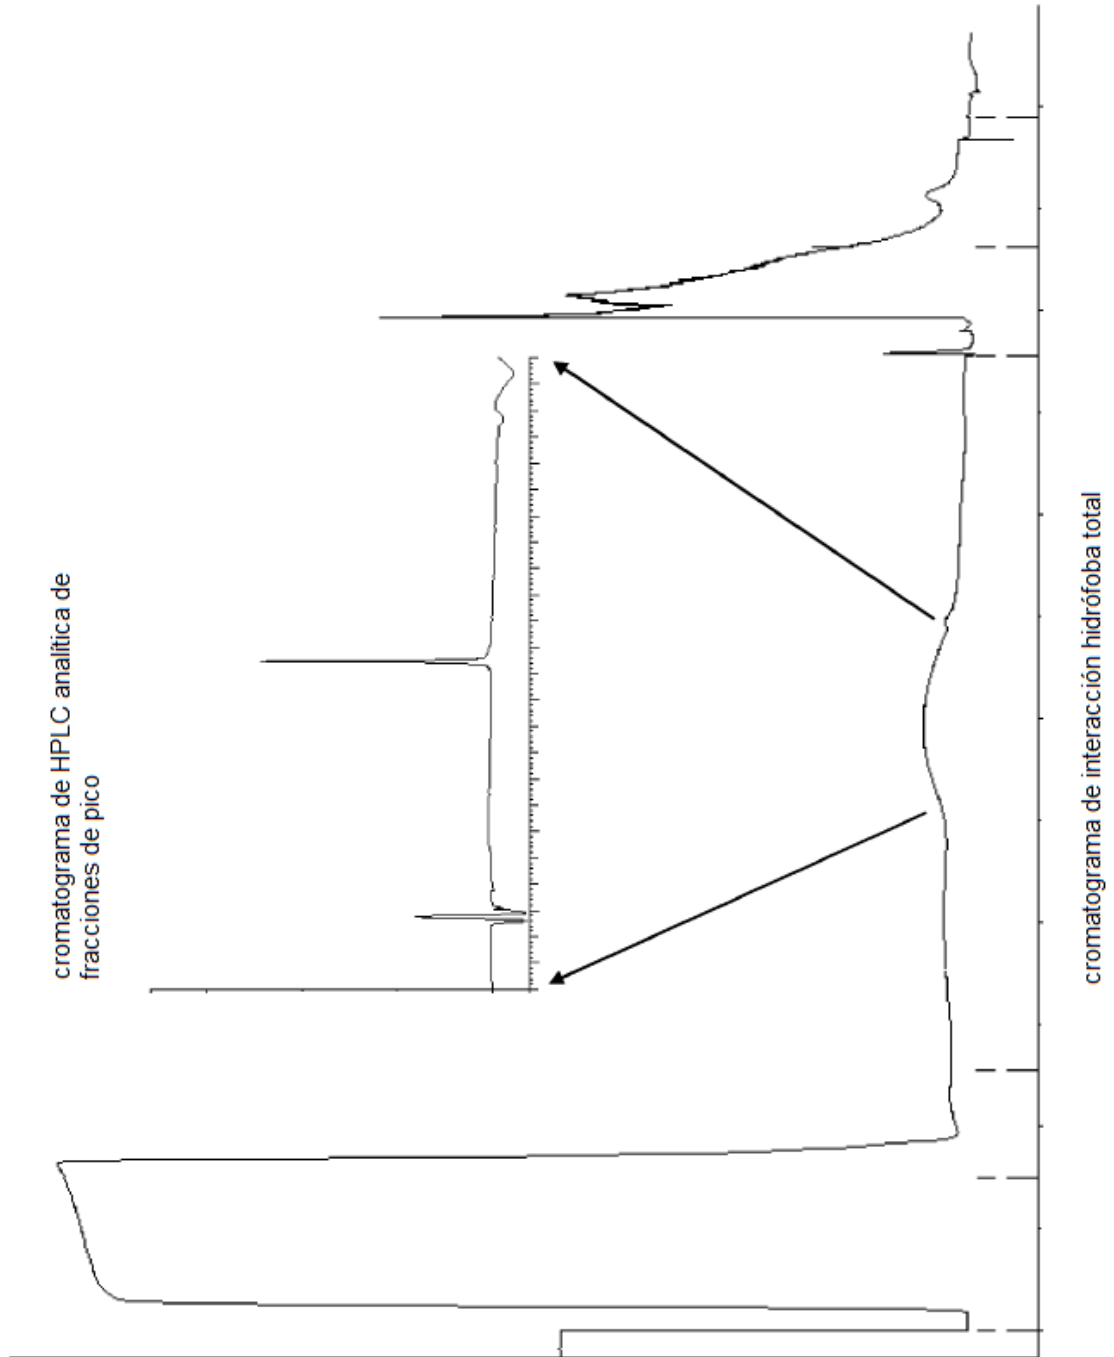 cromatograma de HPLC analítica de
fracciones de pico
cromatograma de interacción hidrófoba total